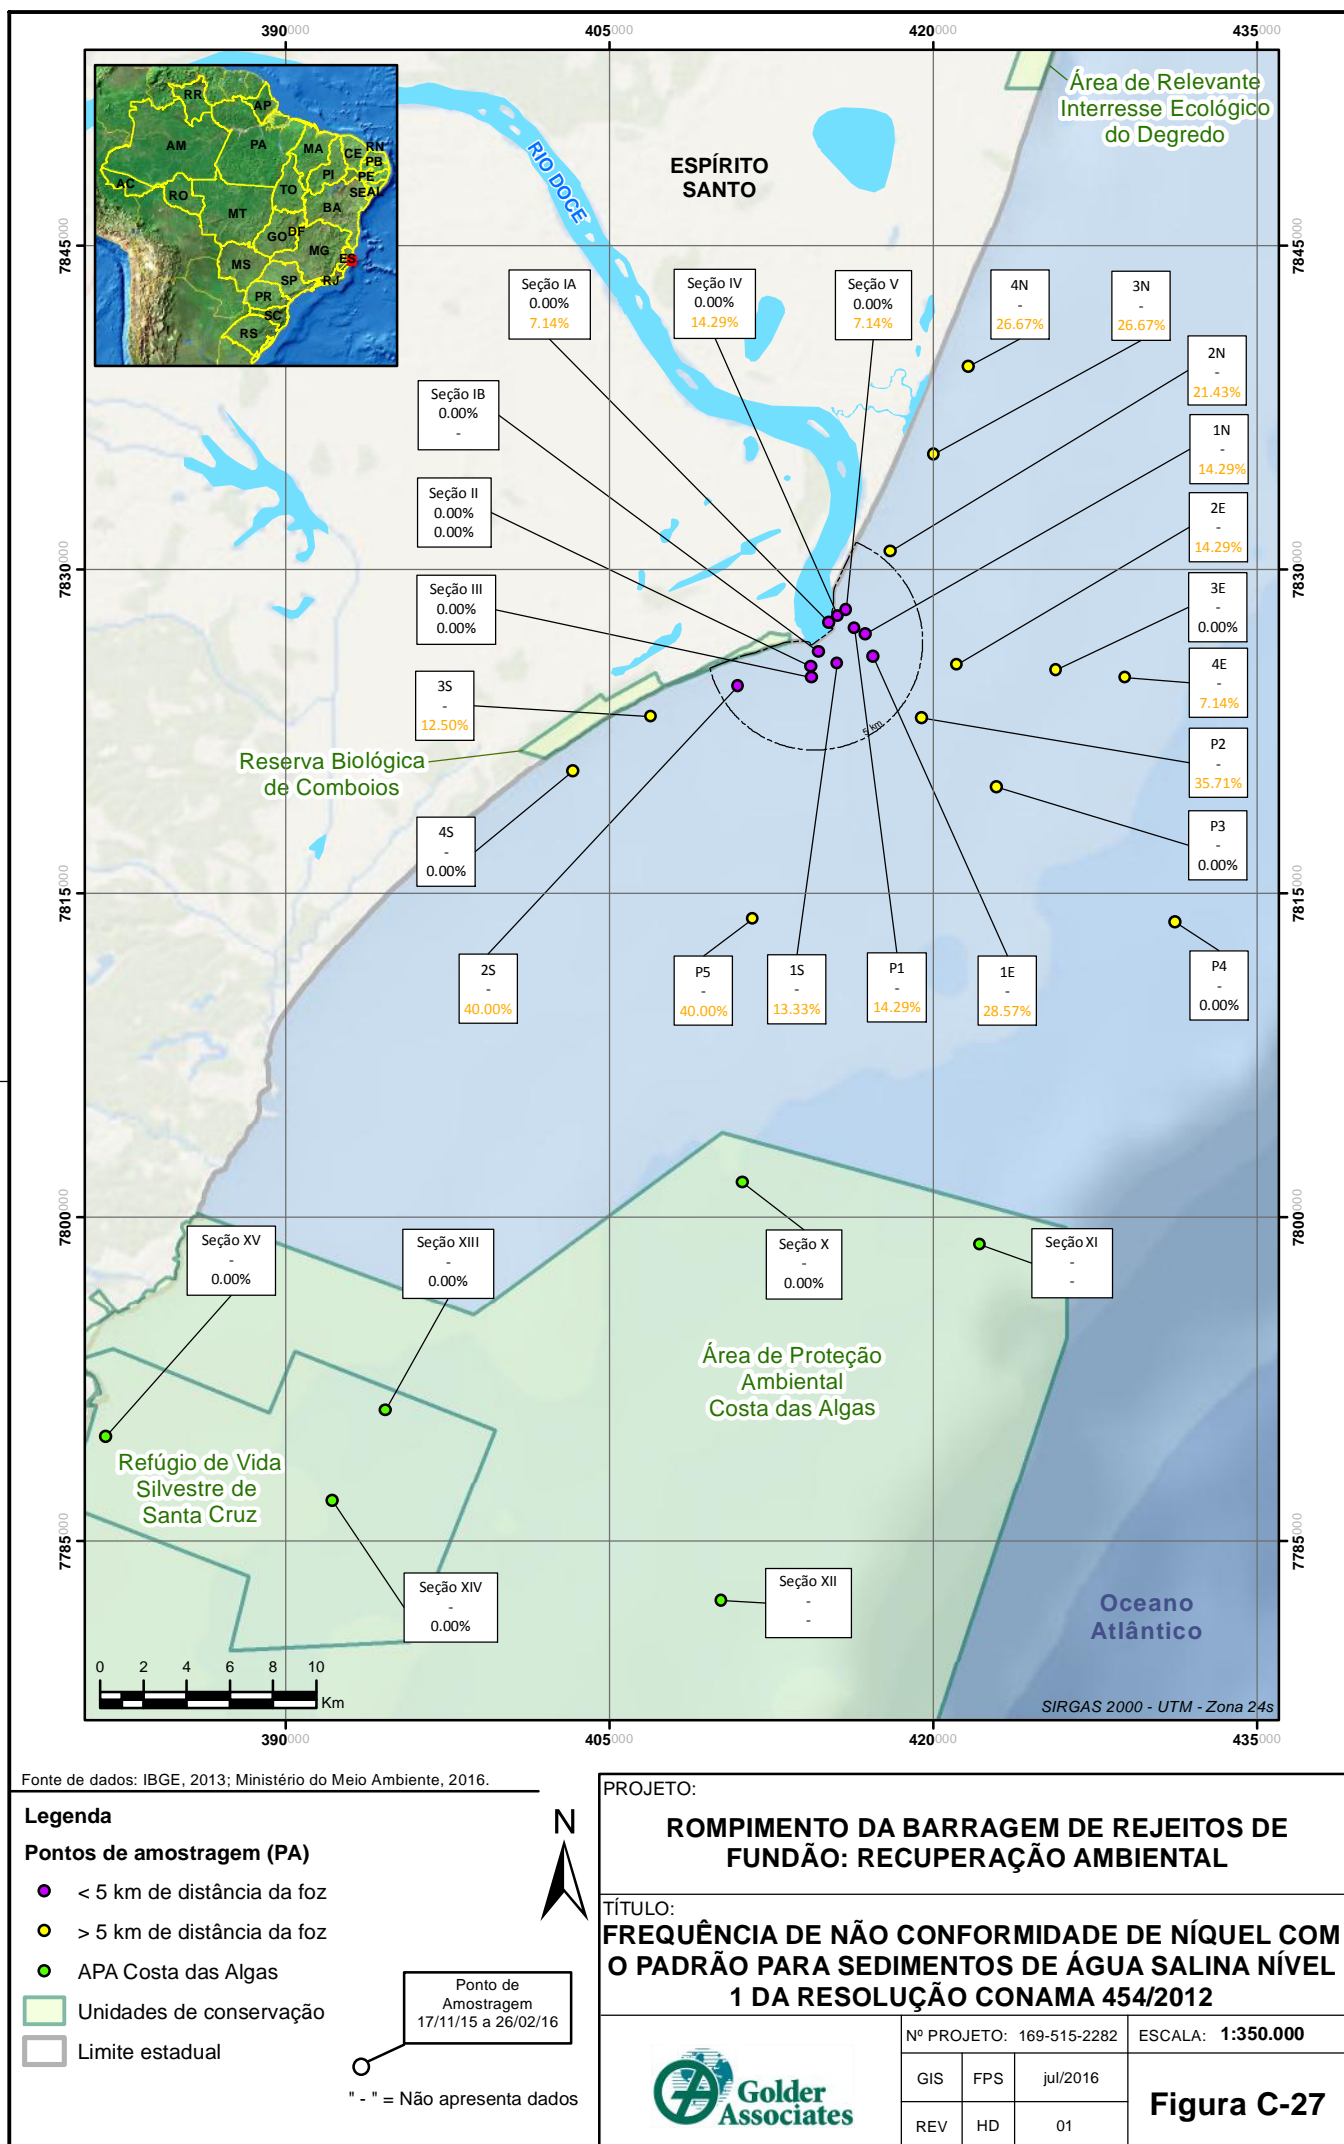 390000 405000 420000 435000
7845000
7830000
7815000
7800000
7785000
7845000
7830000
7815000
7800000
7785000
RR
AP
AM
PA
MA
CE
RN
PB
PE
AL
SE
PI
AC
RO
TO
BA
MT
GO
DF
MG
ES
MS
SP
RJ
PR
SC
RS
RIO DOCE
ESPÍRITO
SANTO
Área de Relevante
Interresse Ecológico
do Degredo
Seção IA
0.00%
7.14%
Seção IV
0.00%
14.29%
Seção V
0.00%
7.14%
4N
-
26.67%
3N
-
26.67%
2N
-
21.43%
Seção IB
0.00%
-
1N
-
14.29%
Seção II
0.00%
0.00%
2E
-
14.29%
Seção III
0.00%
0.00%
3E
-
0.00%
3S
-
12.50%
4E
-
7.14%
5 km
Reserva Biológica
de Comboios
P2
-
35.71%
4S
-
0.00%
P3
-
0.00%
2S
-
40.00%
P5
-
40.00%
1S
-
13.33%
P1
-
14.29%
1E
-
28.57%
P4
-
0.00%
Seção XV
-
0.00%
Seção XIII
-
0.00%
Seção X
-
0.00%
Seção XI
-
-
Área de Proteção
Ambiental
Costa das Algas
Refúgio de Vida
Silvestre de
Santa Cruz
Seção XIV
-
0.00%
Seção XII
-
-
Oceano
Atlântico
0 2 4 6 8 10
Km
SIRGAS 2000 - UTM - Zona 24s
390000 405000 420000 435000
Fonte de dados: IBGE, 2013; Ministério do Meio Ambiente, 2016.
Legenda
Pontos de amostragem (PA)
< 5 km de distância da foz
> 5 km de distância da foz
APA Costa das Algas
Unidades de conservação
Limite estadual
N
Ponto de
Amostragem
17/11/15 a 26/02/16
" - " = Não apresenta dados
PROJETO:
ROMPIMENTO DA BARRAGEM DE REJEITOS DE
FUNDÃO: RECUPERAÇÃO AMBIENTAL
TÍTULO:
FREQUÊNCIA DE NÃO CONFORMIDADE DE NÍQUEL COM
O PADRÃO PARA SEDIMENTOS DE ÁGUA SALINA NÍVEL
1 DA RESOLUÇÃO CONAMA 454/2012
Golder
Associates
Nº PROJETO: 169-515-2282
ESCALA: 1:350.000
GIS FPS jul/2016
REV HD 01
Figura C-27